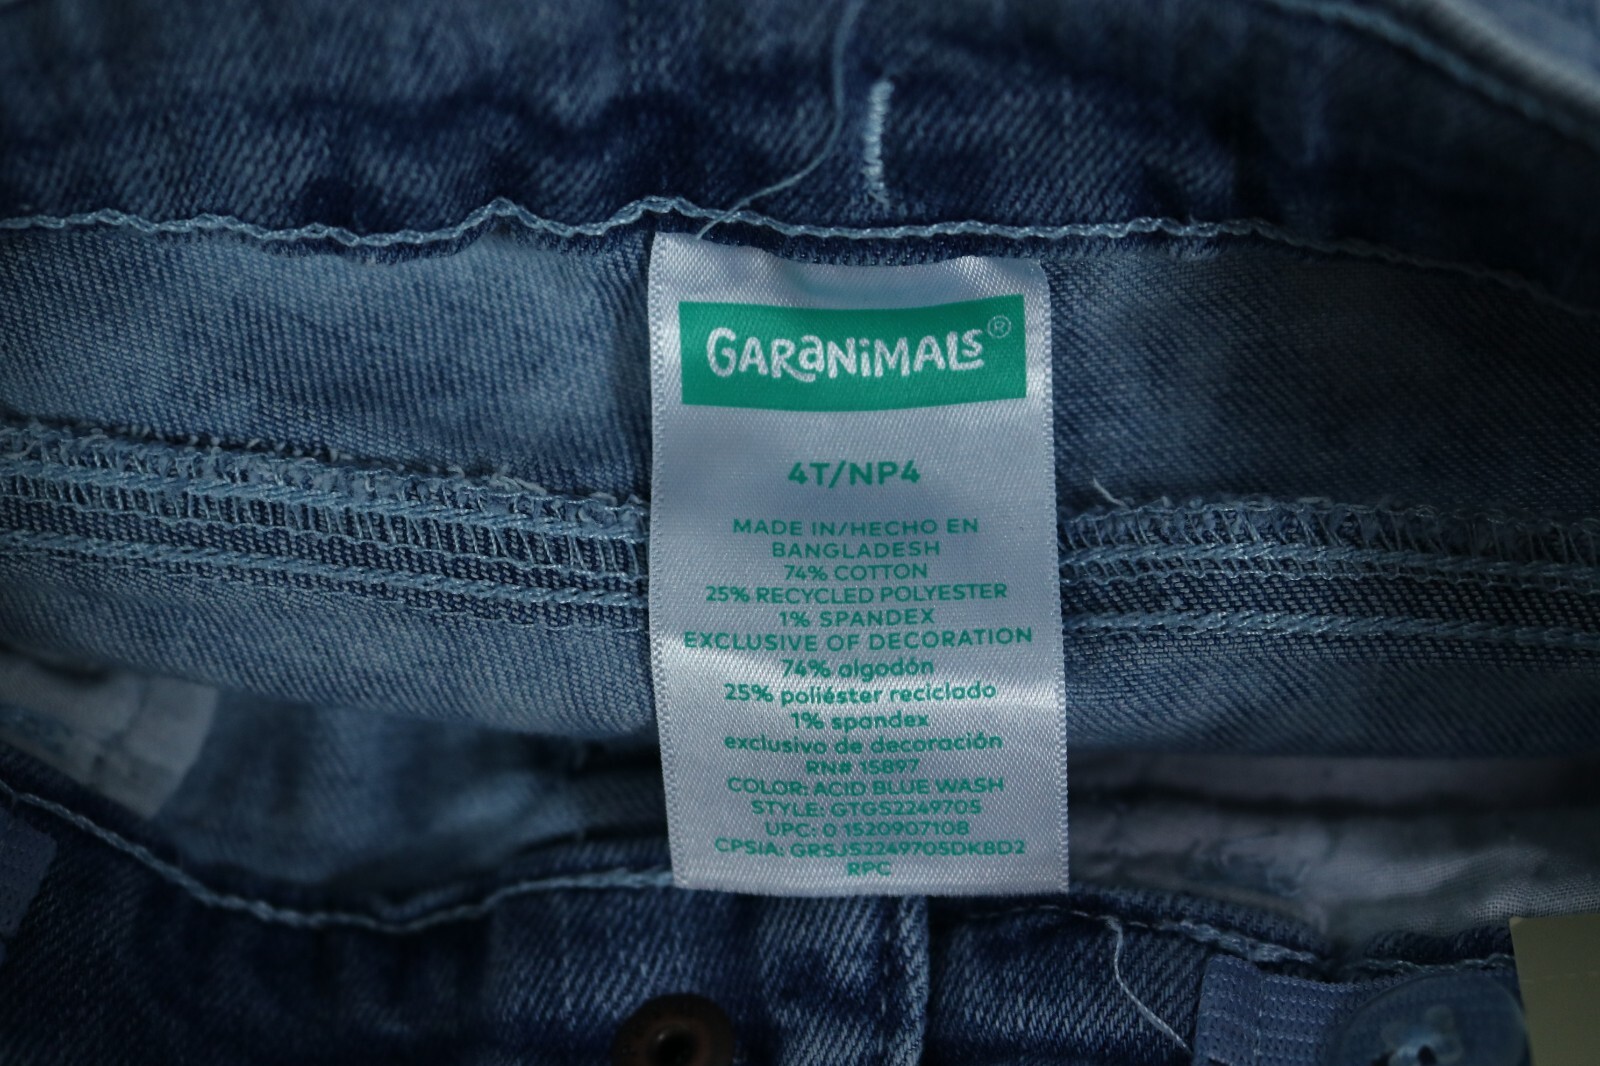 GARaNiMALs®
4T/NP4
MADE IN/HECHO EN
BANGLADESH
74% COTTON
25% RECYCLED POLYESTER
1% SPANDEX
EXCLUSIVE OF DECORATION
74% algodón
25% poliéster reciclado
1% spandex
exclusivo de decoración
RN# 15897
COLOR: ACID BLUE WASH
STYLE: GTGS2249705
UPC: 0 1520907108
CPSIA: GRSJS2249705DKBD2
RPC